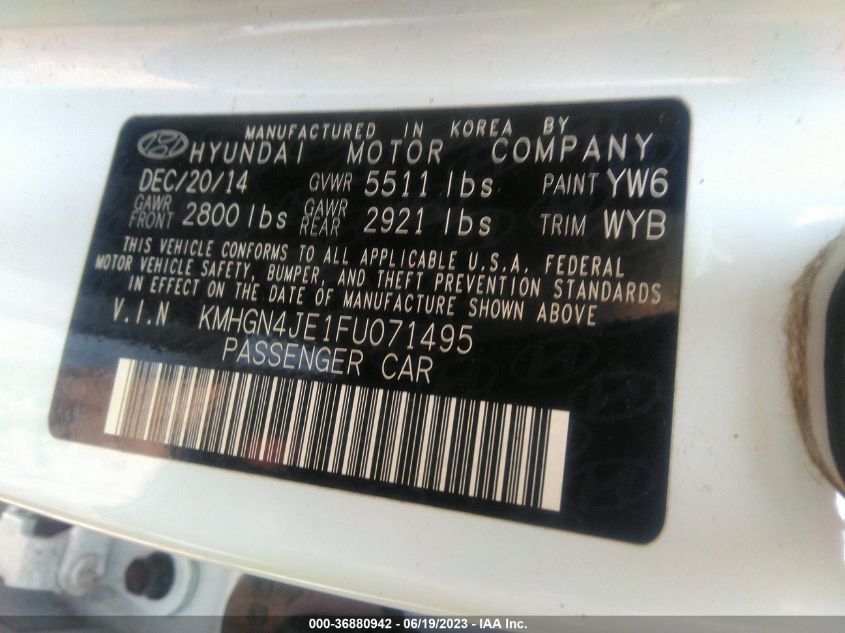 MANUFACTURED IN KOREA BY
HYUNDAI MOTOR COMPANY
DEC/20/14 GVWR 5511 lbs PAINT YW6
GAWR FRONT 2800 lbs GAWR REAR 2921 lbs TRIM WYB
THIS VEHICLE CONFORMS TO ALL APPLICABLE U.S.A. FEDERAL
MOTOR VEHICLE SAFETY, BUMPER, AND THEFT PREVENTION STANDARDS
IN EFFECT ON THE DATE OF MANUFACTURE SHOWN ABOVE
V.I.N KMHGN4JE1FU071495
PASSENGER CAR
000-36880942 - 06/19/2023 - IAA Inc.